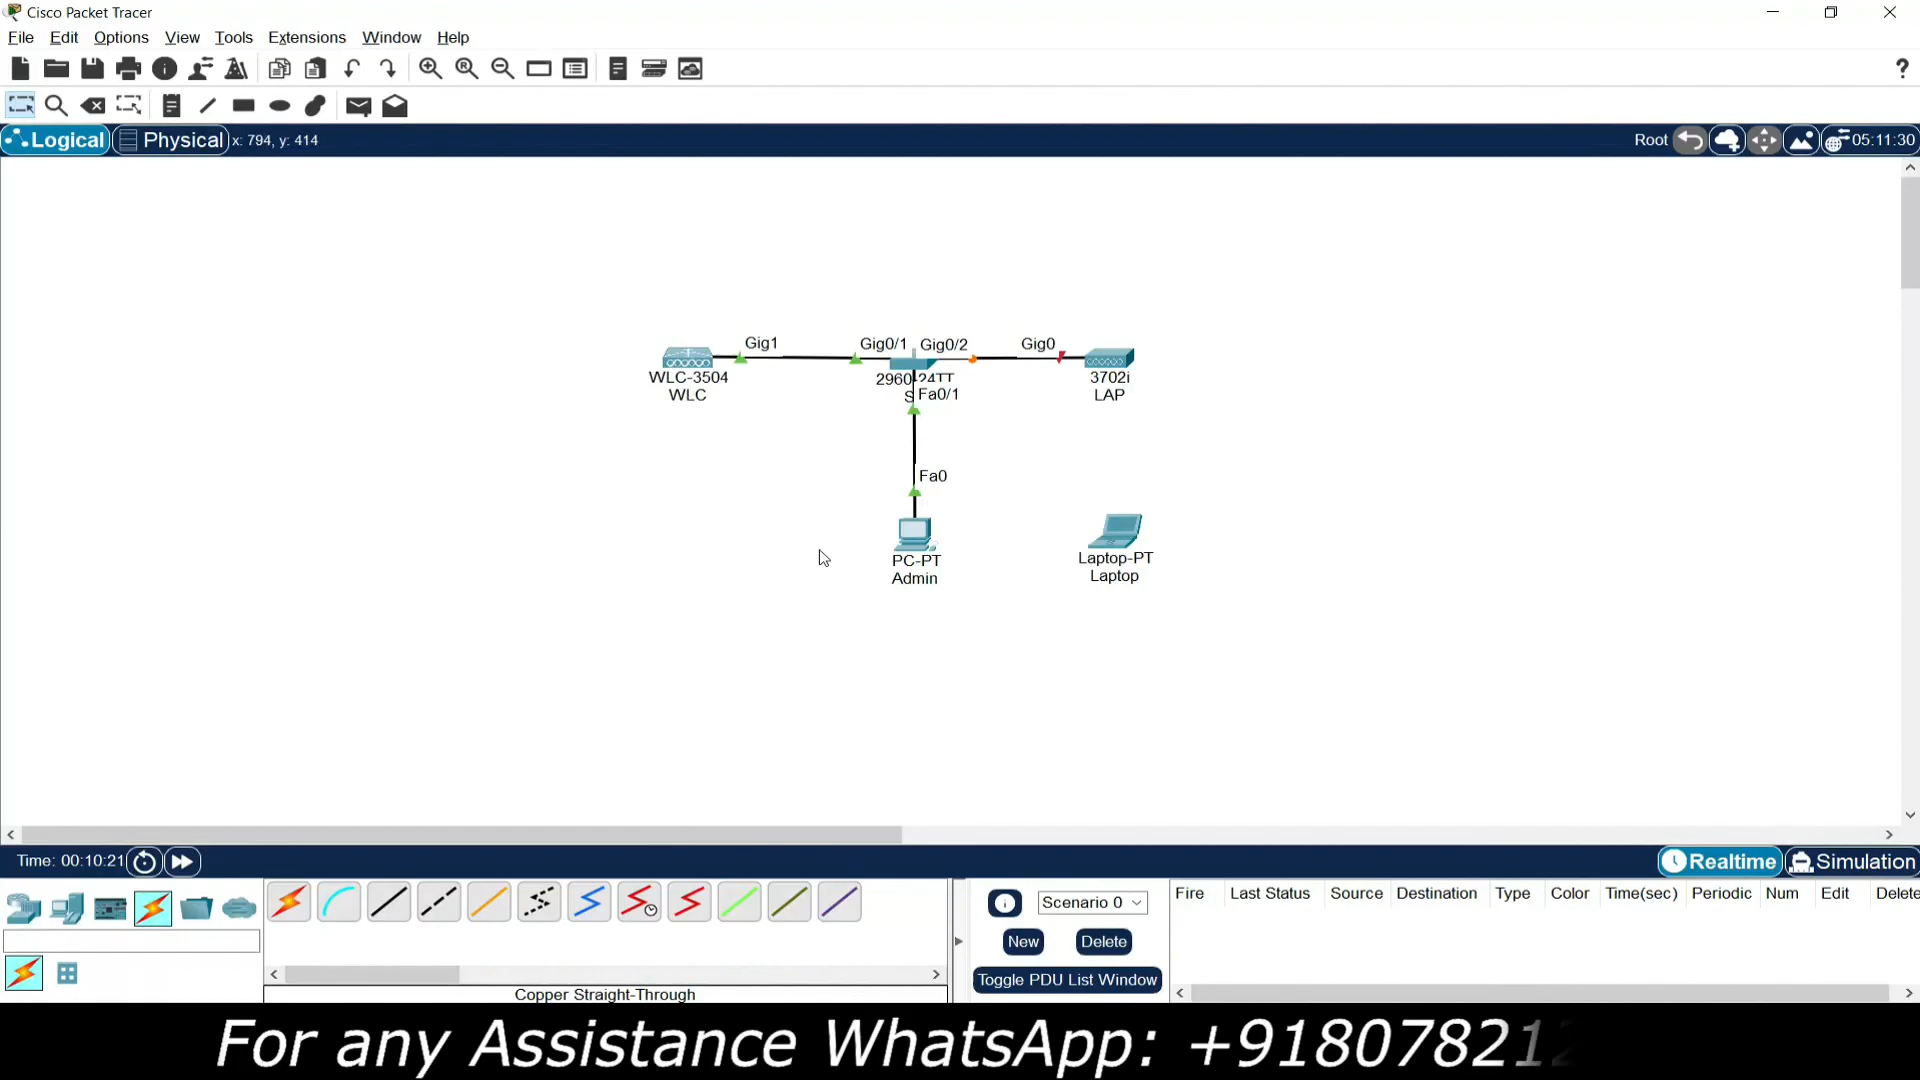 Cisco Packet Tracer
File Edit Options View Tools Extensions Window Help
?
Logical Physical x: 794, y: 414 Root 05:11:30
Gig1 Gig0/1 Gig0/2 Gig0
WLC-3504 2960-24TT 3702i
WLC Fa0/1 LAP
Fa0
PC-PT Laptop-PT
Admin Laptop
Time: 00:10:21 Realtime Simulation
Scenario 0 Fire Last Status Source Destination Type Color Time(sec) Periodic Num Edit Delete
New Delete
Toggle PDU List Window
Copper Straight-Through
For any Assistance WhatsApp: +918078212